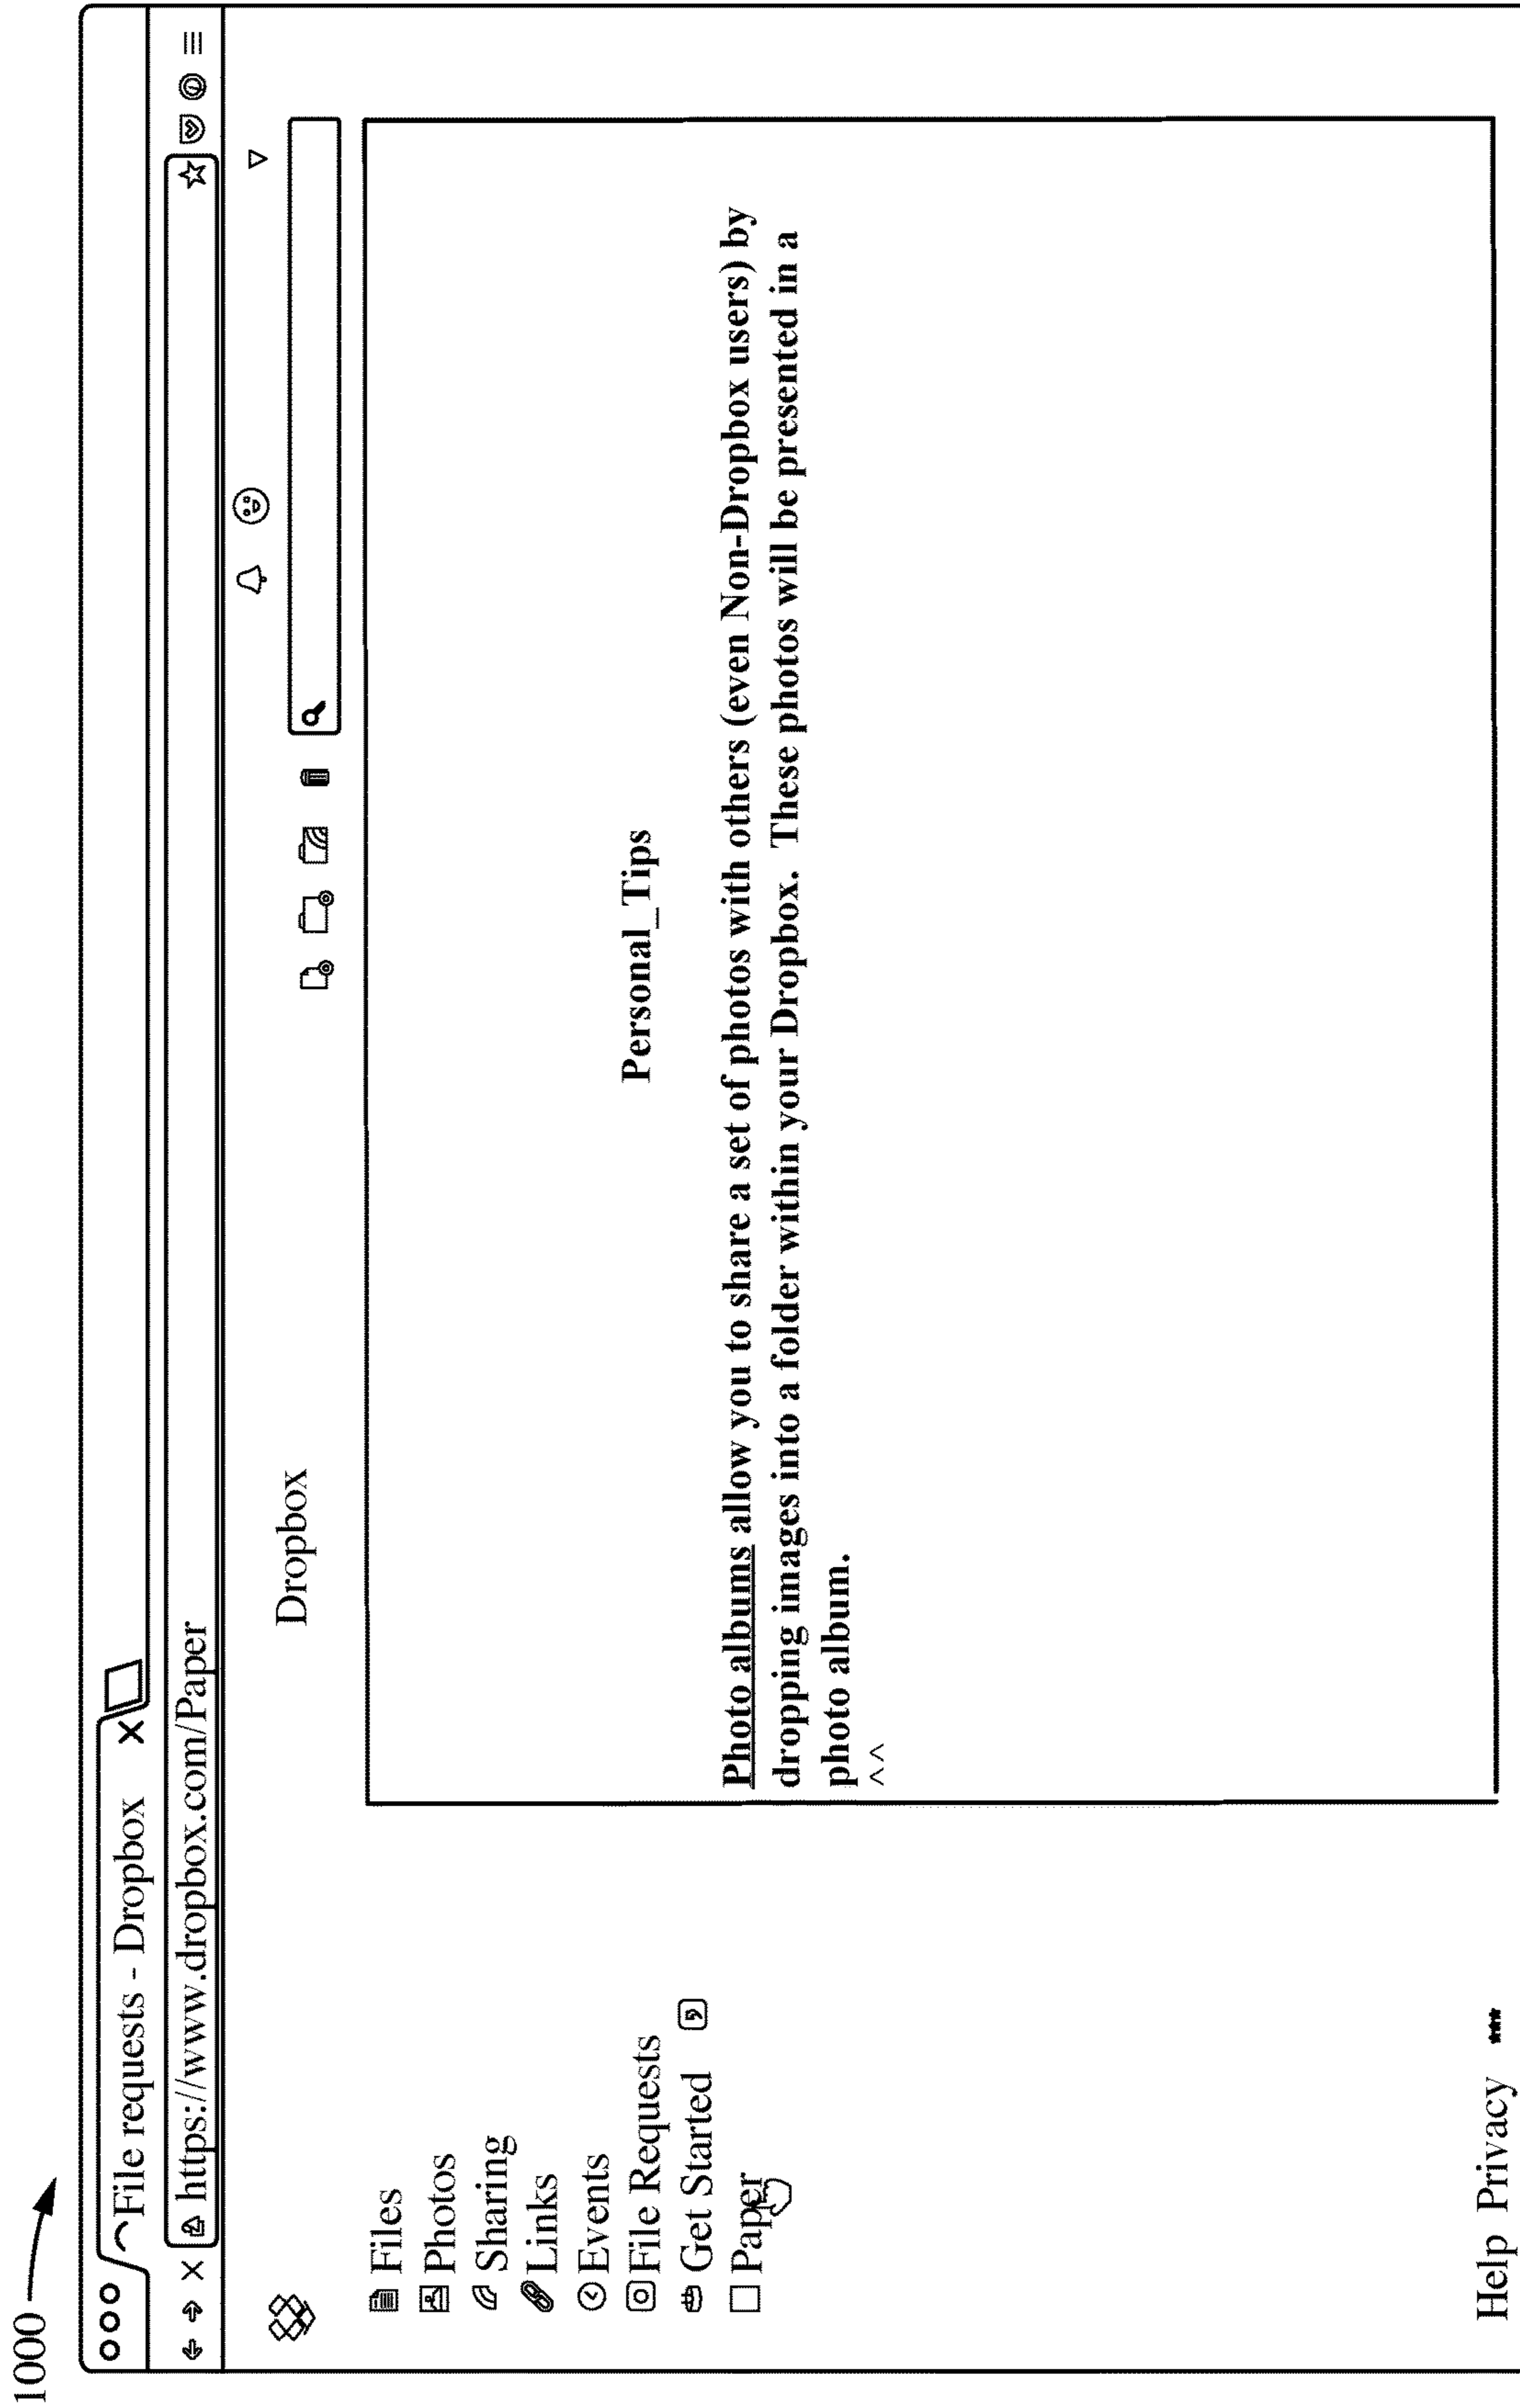 1000
File requests - Dropbox X
https://www.dropbox.com/Paper
Dropbox
Files
Photos
Sharing
Links
Events
File Requests
Get Started
Paper
Personal_Tips
Photo albums allow you to share a set of photos with others (even Non-Dropbox users) by
dropping images into a folder within your Dropbox. These photos will be presented in a
photo album.
^^
Help Privacy